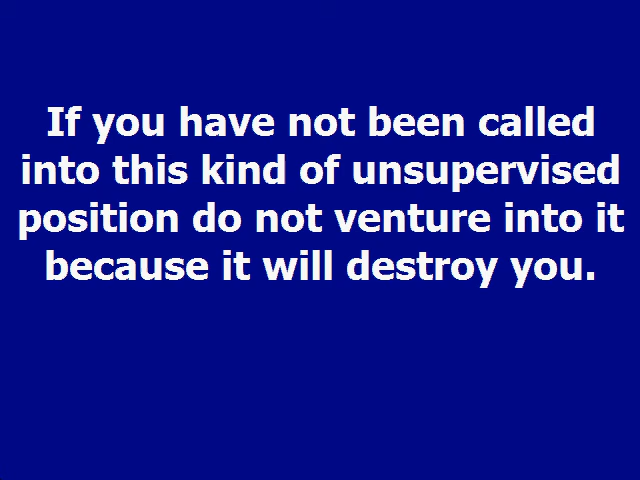 If you have not been called
into this kind of unsupervised
position do not venture into it
because it will destroy you.